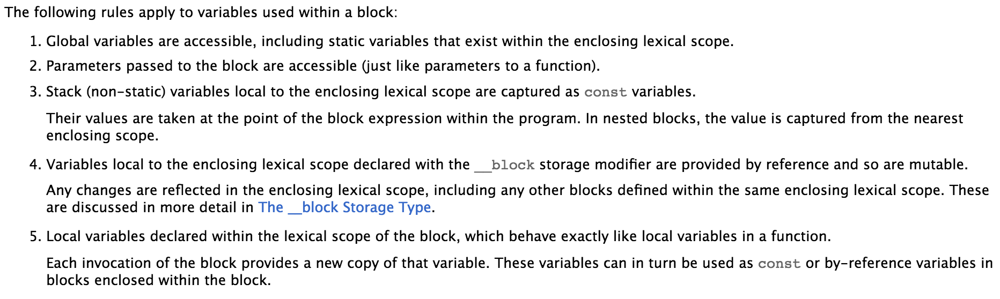 The following rules apply to variables used within a block:
1. Global variables are accessible, including static variables that exist within the enclosing lexical scope.
2. Parameters passed to the block are accessible (just like parameters to a function).
3. Stack (non-static) variables local to the enclosing lexical scope are captured as const variables.
Their values are taken at the point of the block expression within the program. In nested blocks, the value is captured from the nearest
enclosing scope.
4. Variables local to the enclosing lexical scope declared with the __block storage modifier are provided by reference and so are mutable.
Any changes are reflected in the enclosing lexical scope, including any other blocks defined within the same enclosing lexical scope. These
are discussed in more detail in The __block Storage Type.
5. Local variables declared within the lexical scope of the block, which behave exactly like local variables in a function.
Each invocation of the block provides a new copy of that variable. These variables can in turn be used as const or by-reference variables in
blocks enclosed within the block.